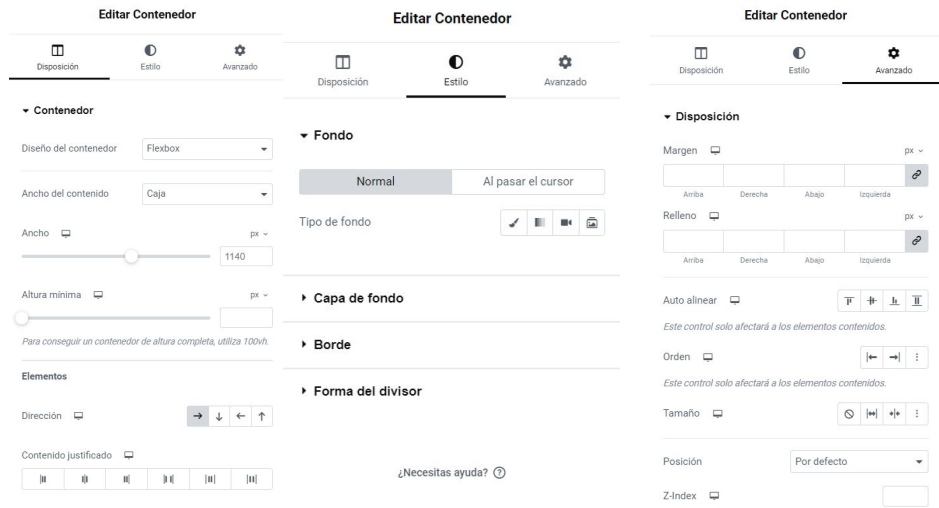 Editar Contenedor
Disposición
Estilo
Avanzado
Contenedor
Diseño del contenedor
Flexbox
Ancho del contenido
Caja
Ancho
px
1140
Altura mínima
px
Para conseguir un contenedor de altura completa, utiliza 100vh.
Elementos
Dirección
Contenido justificado
Editar Contenedor
Disposición
Estilo
Avanzado
Fondo
Normal
Al pasar el cursor
Tipo de fondo
Capa de fondo
Borde
Forma del divisor
¿Necesitas ayuda?
Editar Contenedor
Disposición
Estilo
Avanzado
Disposición
Margen
px
Arriba
Derecha
Abajo
Izquierda
Relleno
px
Arriba
Derecha
Abajo
Izquierda
Auto alinear
Este control solo afectará a los elementos contenidos.
Orden
Este control solo afectará a los elementos contenidos.
Tamaño
Posición
Por defecto
Z-Index